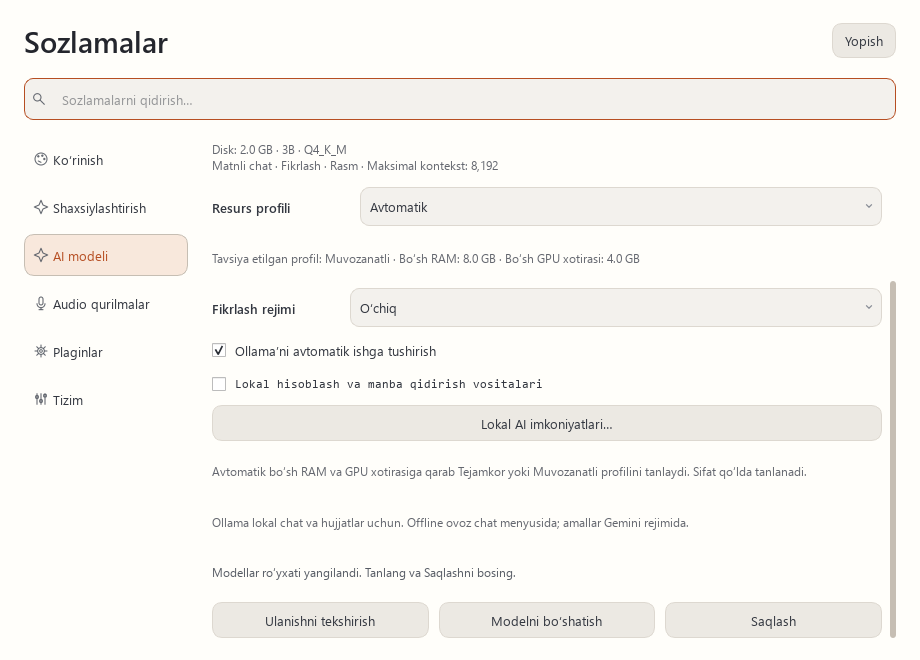 Sozlamalar
Yopish
Sozlamalarni qidirish...
Ko‘rinish
Shaxsiylashtirish
AI modeli
Audio qurilmalar
Plaginlar
Tizim
Disk: 2.0 GB · 3B · Q4_K_M
Matnli chat · Fikrlash · Rasm · Maksimal kontekst: 8,192
Resurs profili
Avtomatik
Tavsiya etilgan profil: Muvozanatli · Bo‘sh RAM: 8.0 GB · Bo‘sh GPU xotirasi: 4.0 GB
Fikrlash rejimi
O‘chiq
Ollama’ni avtomatik ishga tushirish
Lokal hisoblash va manba qidirish vositalari
Lokal AI imkoniyatlari...
Avtomatik bo‘sh RAM va GPU xotirasiga qarab Tejamkor yoki Muvozanatli profilini tanlaydi. Sifat qo‘lda tanlanadi.
Ollama lokal chat va hujjatlar uchun. Offline ovoz chat menyusida; amallar Gemini rejimida.
Modellar ro‘yxati yangilandi. Tanlang va Saqlashni bosing.
Ulanishni tekshirish
Modelni bo‘shatish
Saqlash